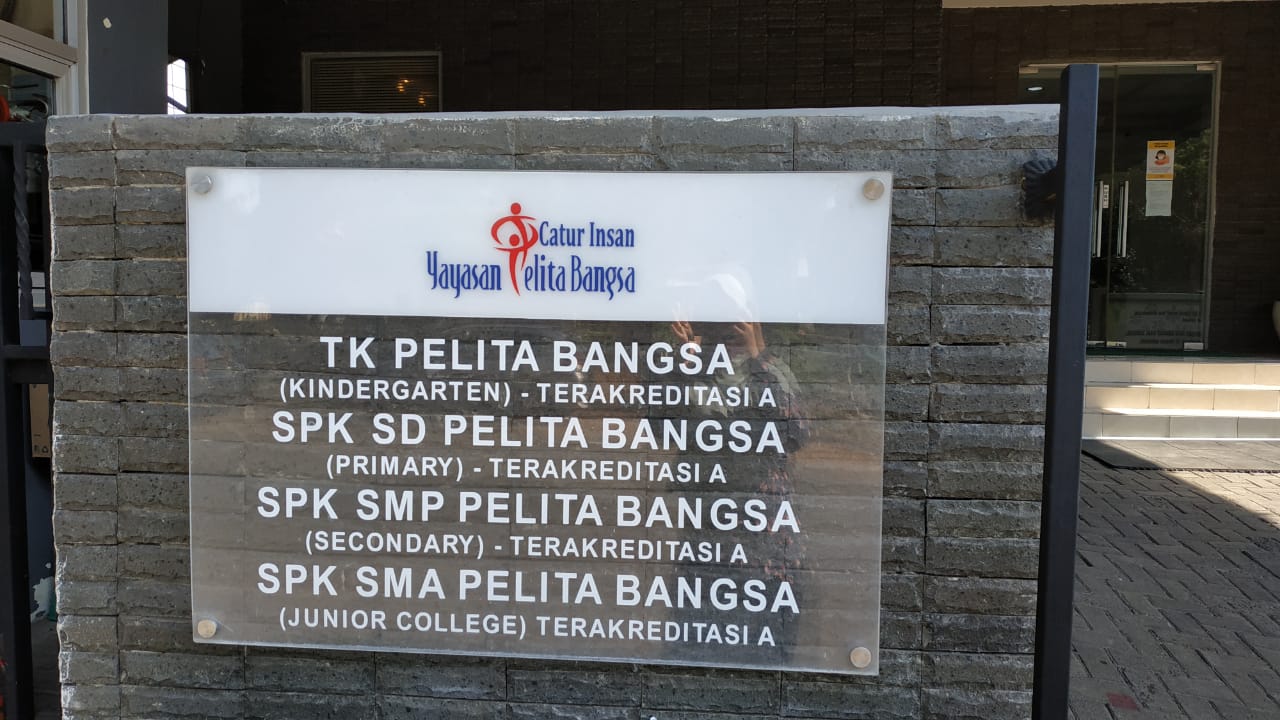 Catur Insan
Yayasan Pelita Bangsa
TK PELITA BANGSA
(KINDERGARTEN) - TERAKREDITASI A
SPK SD PELITA BANGSA
(PRIMARY) - TERAKREDITASI A
SPK SMP PELITA BANGSA
(SECONDARY) - TERAKREDITASI A
SPK SMA PELITA BANGSA
(JUNIOR COLLEGE) TERAKREDITASI A